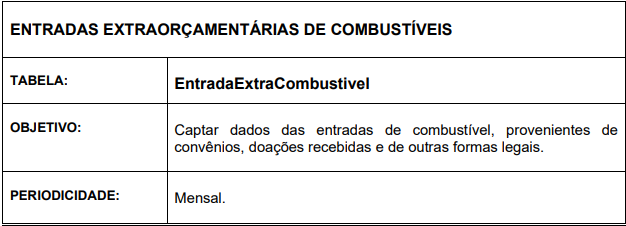 ENTRADAS EXTRAORÇAMENTÁRIAS DE COMBUSTÍVEIS
TABELA: EntradaExtraCombustivel
OBJETIVO: Captar dados das entradas de combustível, provenientes de
convênios, doações recebidas e de outras formas legais.
PERIODICIDADE: Mensal.